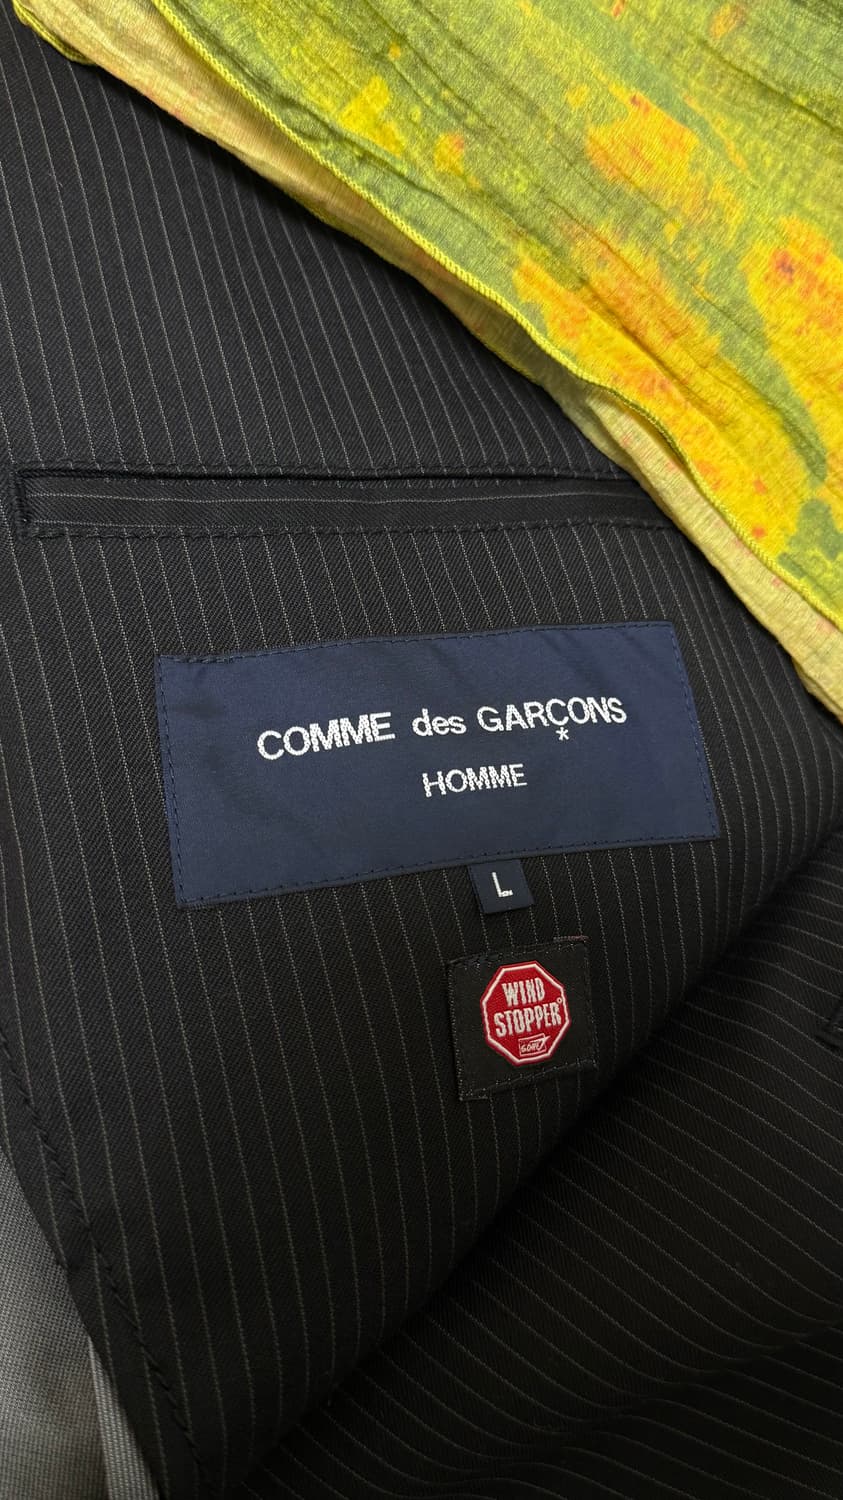 COMME des GARÇONS
*
HOMME
L
WIND
STOPPER®
GORE